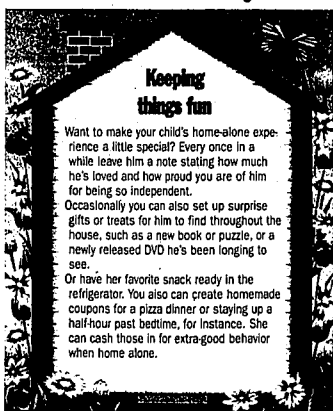 Keeping
things fun
Want to make your child's home-alone expe-
rience a little special? Every once in a
while leave him a note stating how much
he's loved and how proud you are of him
for being so independent.
Occasionally you can also set up surprise
gifts or treats for him to find throughout the
house, such as a new book or puzzle, or a
newly released DVD he's been longing to
see.
Or have her favorite snack ready in the
refrigerator. You also can create homemade
coupons for a pizza dinner or staying up a
half-hour past bedtime, for instance. She
can cash those in for extra-good behavior
when home alone.